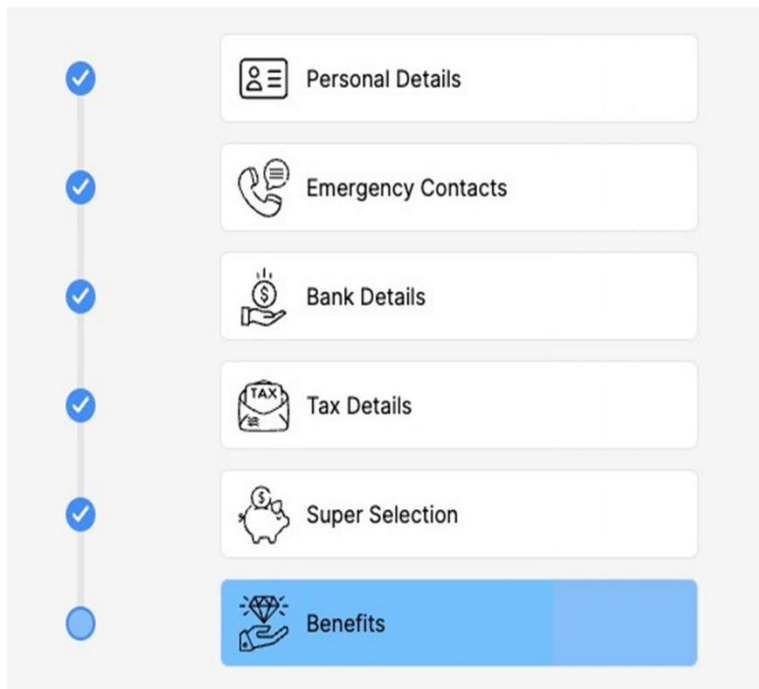 Personal Details
Emergency Contacts
Bank Details
TAX
Tax Details
Super Selection
Benefits